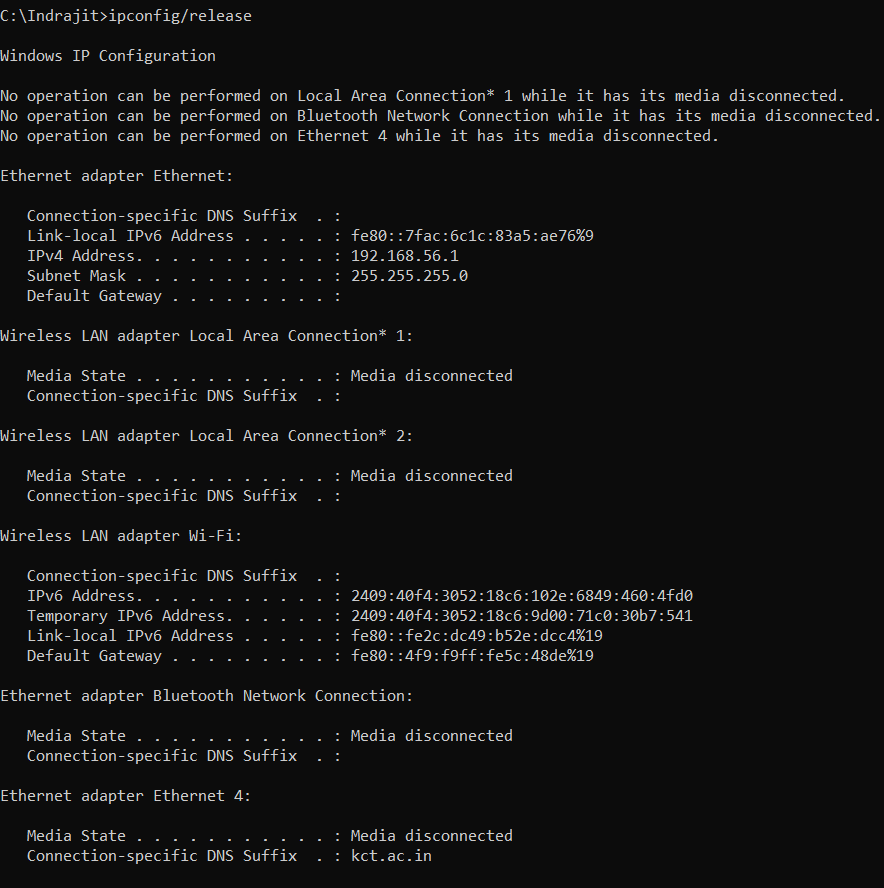 C:\Indrajit>ipconfig/release
Windows IP Configuration
No operation can be performed on Local Area Connection* 1 while it has its media disconnected.
No operation can be performed on Bluetooth Network Connection while it has its media disconnected.
No operation can be performed on Ethernet 4 while it has its media disconnected.
Ethernet adapter Ethernet:
   Connection-specific DNS Suffix  . :
   Link-local IPv6 Address . . . . . : fe80::7fac:6c1c:83a5:ae76%9
   IPv4 Address. . . . . . . . . . . : 192.168.56.1
   Subnet Mask . . . . . . . . . . . : 255.255.255.0
   Default Gateway . . . . . . . . . :
Wireless LAN adapter Local Area Connection* 1:
   Media State . . . . . . . . . . . : Media disconnected
   Connection-specific DNS Suffix  . :
Wireless LAN adapter Local Area Connection* 2:
   Media State . . . . . . . . . . . : Media disconnected
   Connection-specific DNS Suffix  . :
Wireless LAN adapter Wi-Fi:
   Connection-specific DNS Suffix  . :
   IPv6 Address. . . . . . . . . . . : 2409:40f4:3052:18c6:102e:6849:460:4fd0
   Temporary IPv6 Address. . . . . . : 2409:40f4:3052:18c6:9d00:71c0:30b7:541
   Link-local IPv6 Address . . . . . : fe80::fe2c:dc49:b52e:dcc4%19
   Default Gateway . . . . . . . . . : fe80::4f9:f9ff:fe5c:48de%19
Ethernet adapter Bluetooth Network Connection:
   Media State . . . . . . . . . . . : Media disconnected
   Connection-specific DNS Suffix  . :
Ethernet adapter Ethernet 4:
   Media State . . . . . . . . . . . : Media disconnected
   Connection-specific DNS Suffix  . : kct.ac.in